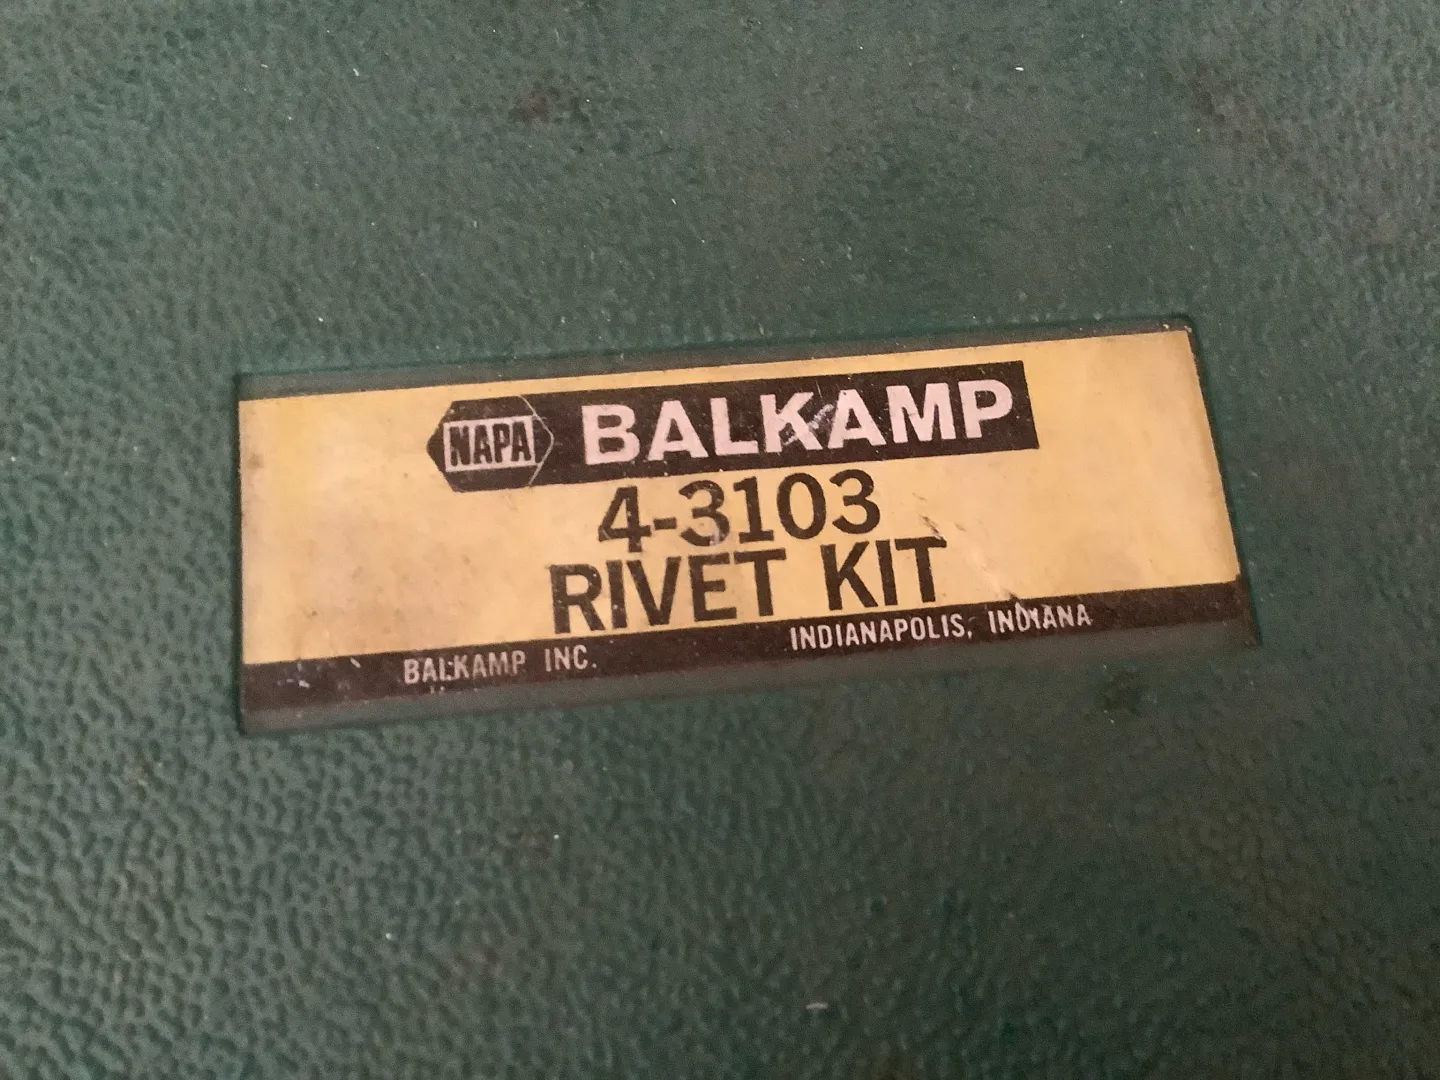 NAPA BALKAMP
4-3103
RIVET KIT
BALKAMP INC. INDIANAPOLIS, INDIANA